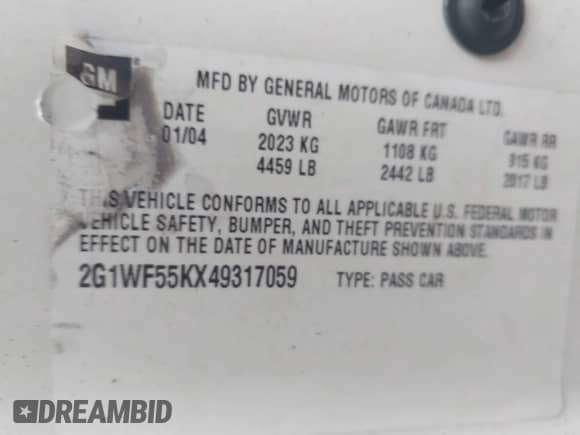 GM
MFD BY GENERAL MOTORS OF CANADA LTD.
DATE GVWR GAWR FRT GAWR RR
01/04 2023 KG 1108 KG 915 KG
4459 LB 2442 LB 2017 LB
THIS VEHICLE CONFORMS TO ALL APPLICABLE U.S. FEDERAL MOTOR
VEHICLE SAFETY, BUMPER, AND THEFT PREVENTION STANDARDS IN
EFFECT ON THE DATE OF MANUFACTURE SHOWN ABOVE.
2G1WF55KX49317059 TYPE: PASS CAR
DREAMBID